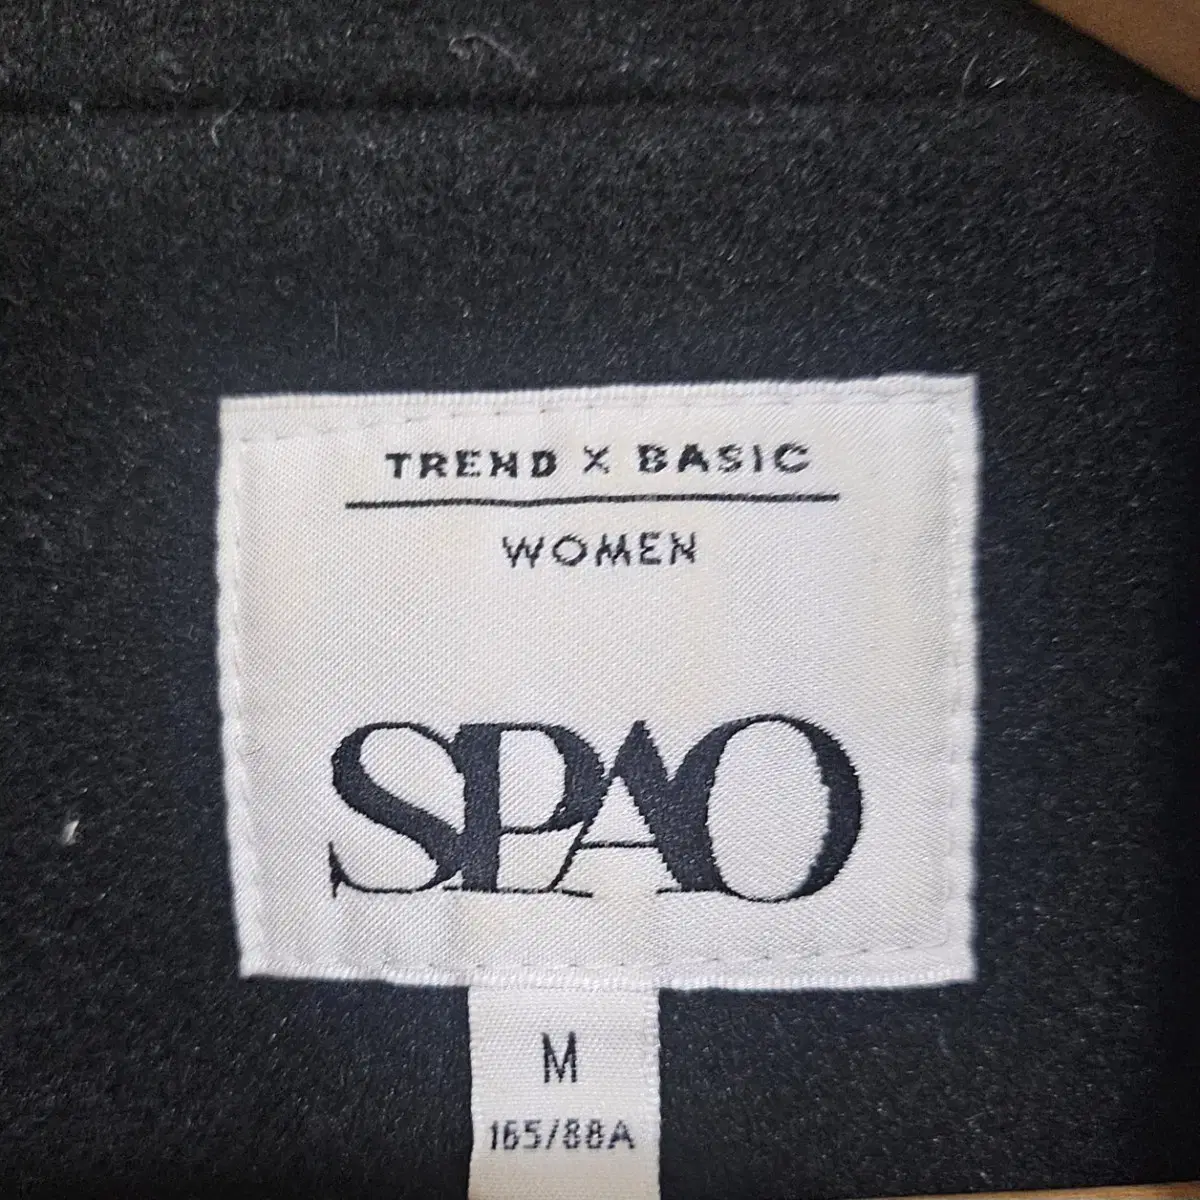 TREND X BASIC
WOMEN
SPAO
M
165/88A